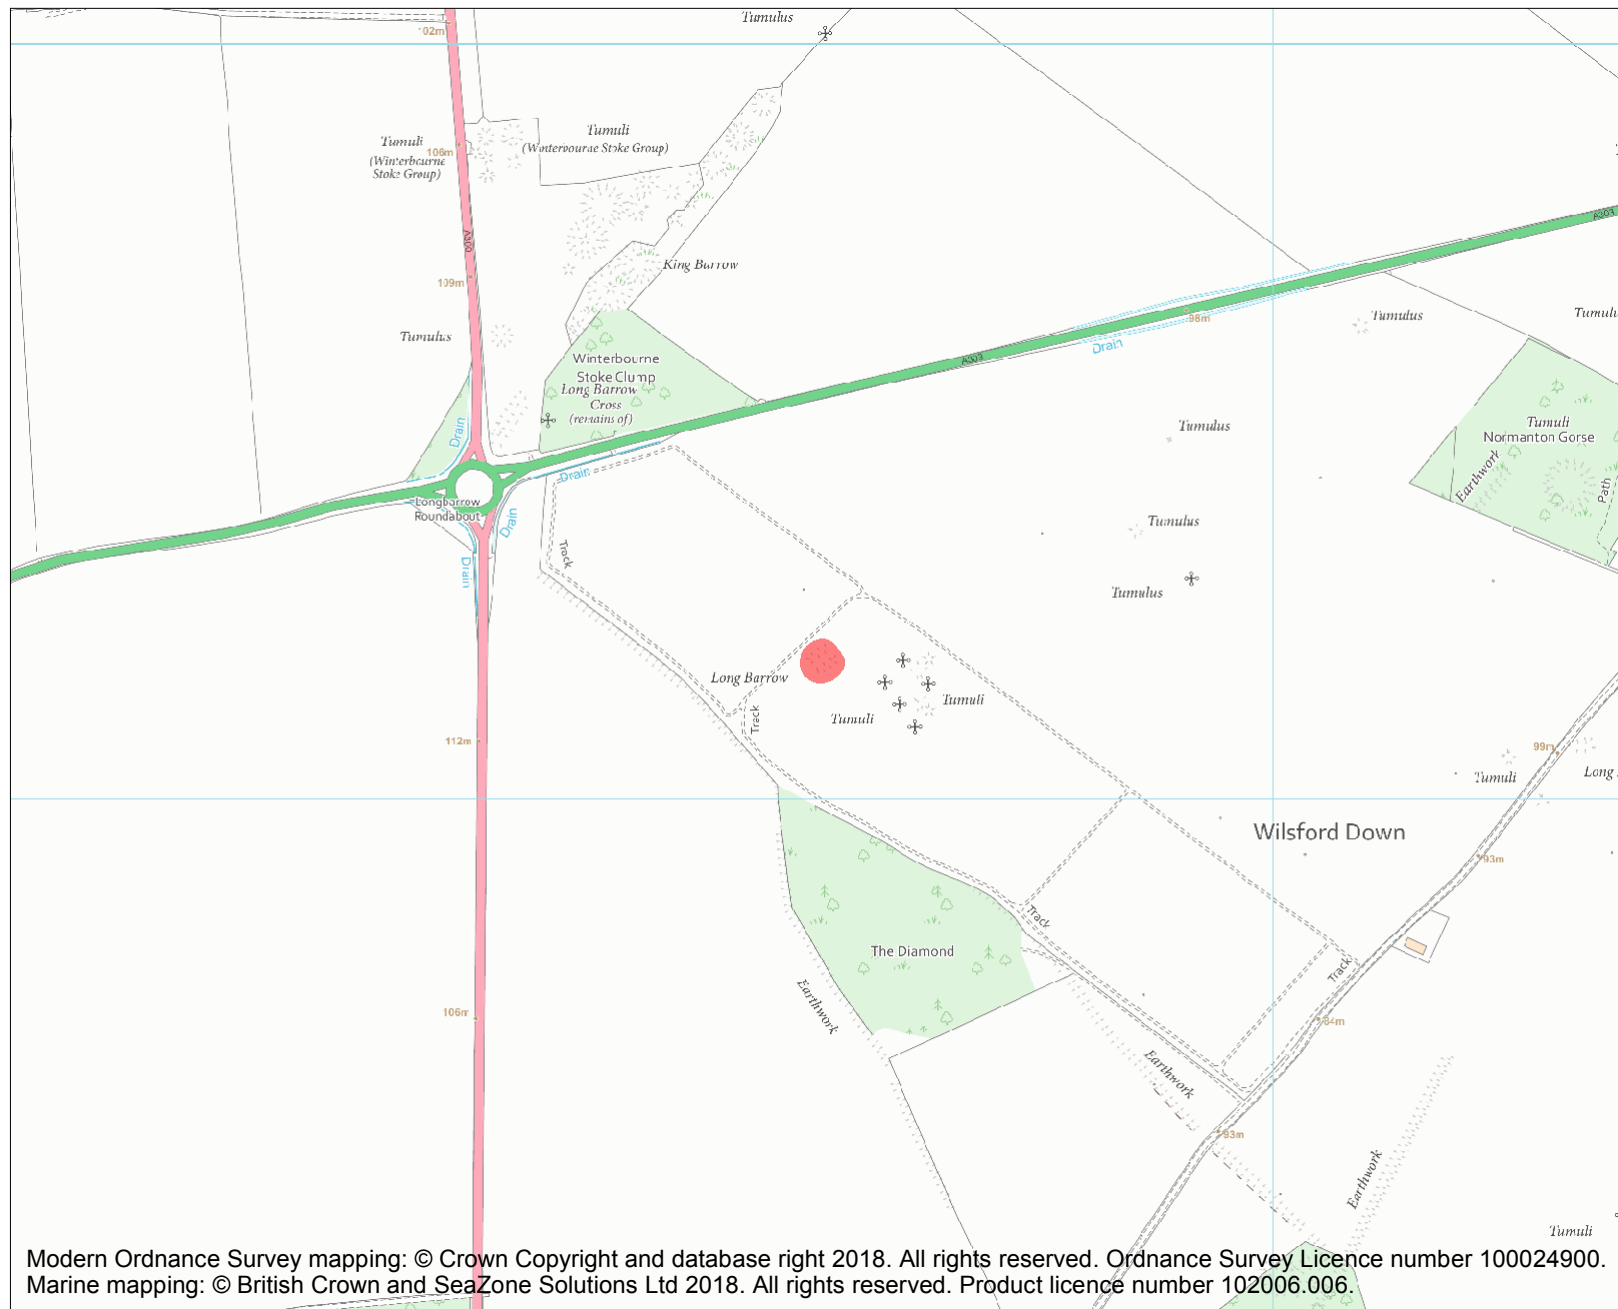 Tumulus
102m
Tumuli
(Winterbourne
Stoke Group)
106m
Tumuli
(Winterbourne Stoke Group)
A360
King Barrow
109m
A303
Tumulus
Winterbourne
Stoke Clump
Long Barrow
Cross
(remains of)
A303
Drain
98m
Tumulus
Tumulus
Tumuli
Normanton Gorse
Earthwork
Path
Drain
Drain
Longbarrow
Roundabout
Drain
Drain
Track
Tumulus
Tumulus
Long Barrow
Tumuli
Tumuli
Track
112m
99m
Tumuli
Long
Wilsford Down
93m
Track
The Diamond
Track
Earthwork
106m
84m
Earthwork
93m
Earthwork
Tumuli
Modern Ordnance Survey mapping: © Crown Copyright and database right 2018. All rights reserved. Ordnance Survey Licence number 100024900.
Marine mapping: © British Crown and SeaZone Solutions Ltd 2018. All rights reserved. Product licence number 102006.006.